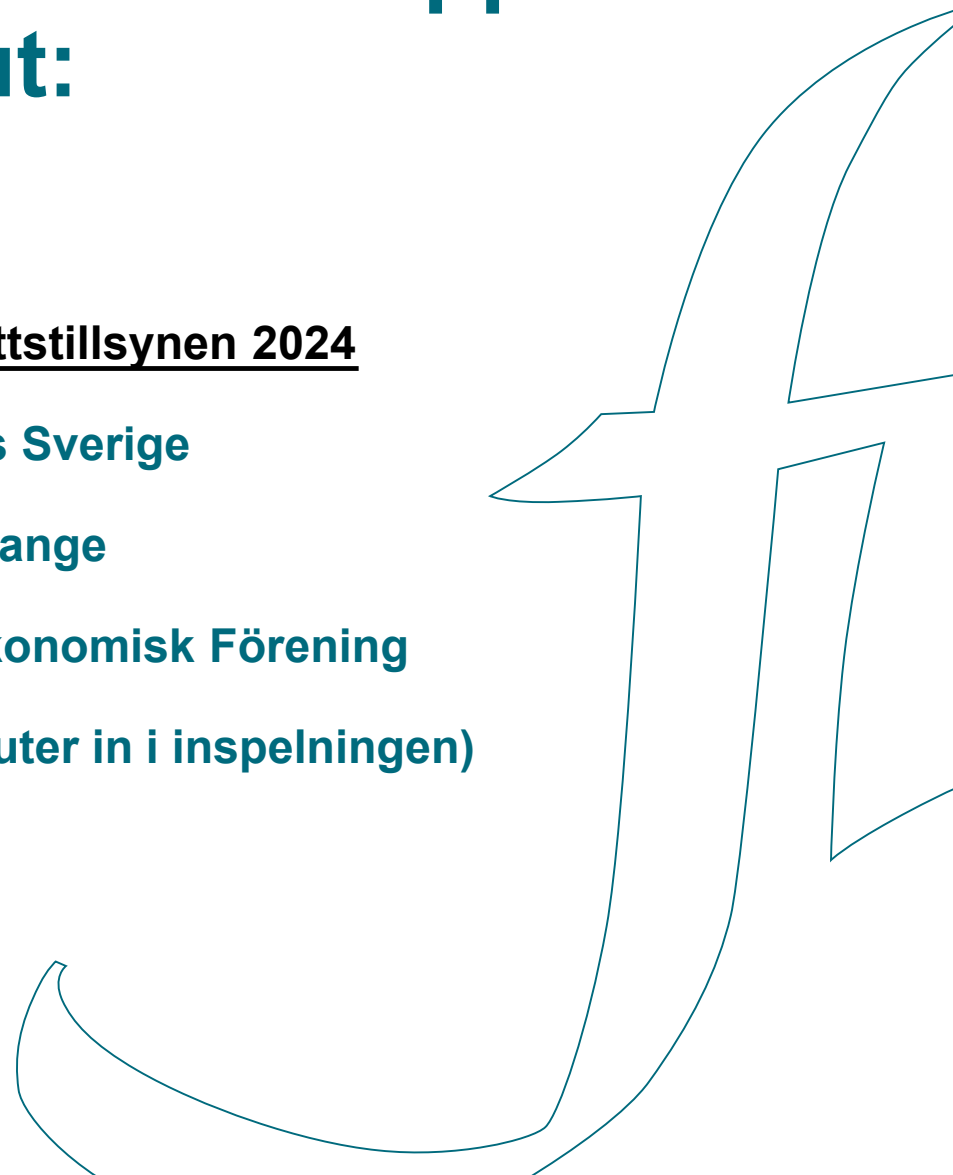 ut:
ttstillsynen 2024
s Sverige
ange
konomisk Förening
uter in i inspelningen)